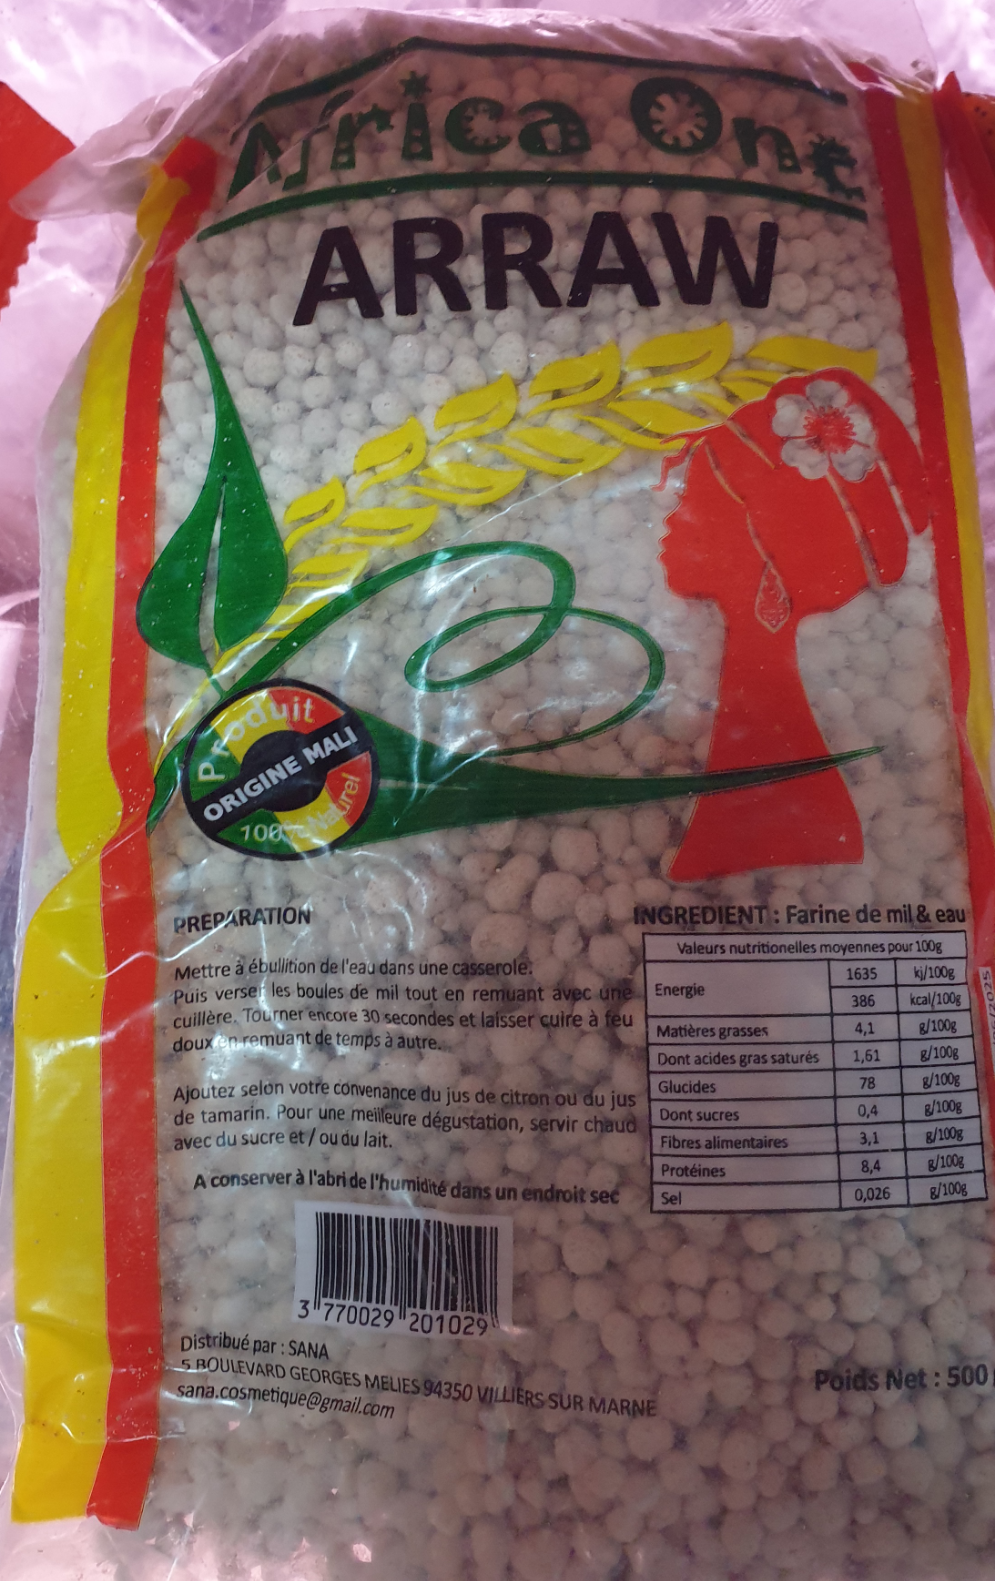 Africa One
ARRAW
Produit
ORIGINE MALI
100% Naturel
PREPARATION
Mettre à ébullition de l'eau dans une casserole.
Puis verser les boules de mil tout en remuant avec une
cuillère. Tourner encore 30 secondes et laisser cuire à feu
doux en remuant de temps à autre.
Ajoutez selon votre convenance du jus de citron ou du jus
de tamarin. Pour une meilleure dégustation, servir chaud
avec du sucre et / ou du lait.
A conserver à l'abri de l'humidité dans un endroit sec
INGREDIENT : Farine de mil & eau
Valeurs nutritionelles moyennes pour 100g
Energie 1635 kj/100g
386 kcal/100g
Matières grasses 4,1 g/100g
Dont acides gras saturés 1,61 g/100g
Glucides 78 g/100g
Dont sucres 0,4 g/100g
Fibres alimentaires 3,1 g/100g
Protéines 8,4 g/100g
Sel 0,026 g/100g
3 770029 201029
Distribué par : SANA
5 BOULEVARD GEORGES MELIES 94350 VILLIERS SUR MARNE
sana.cosmetique@gmail.com
Poids Net : 500